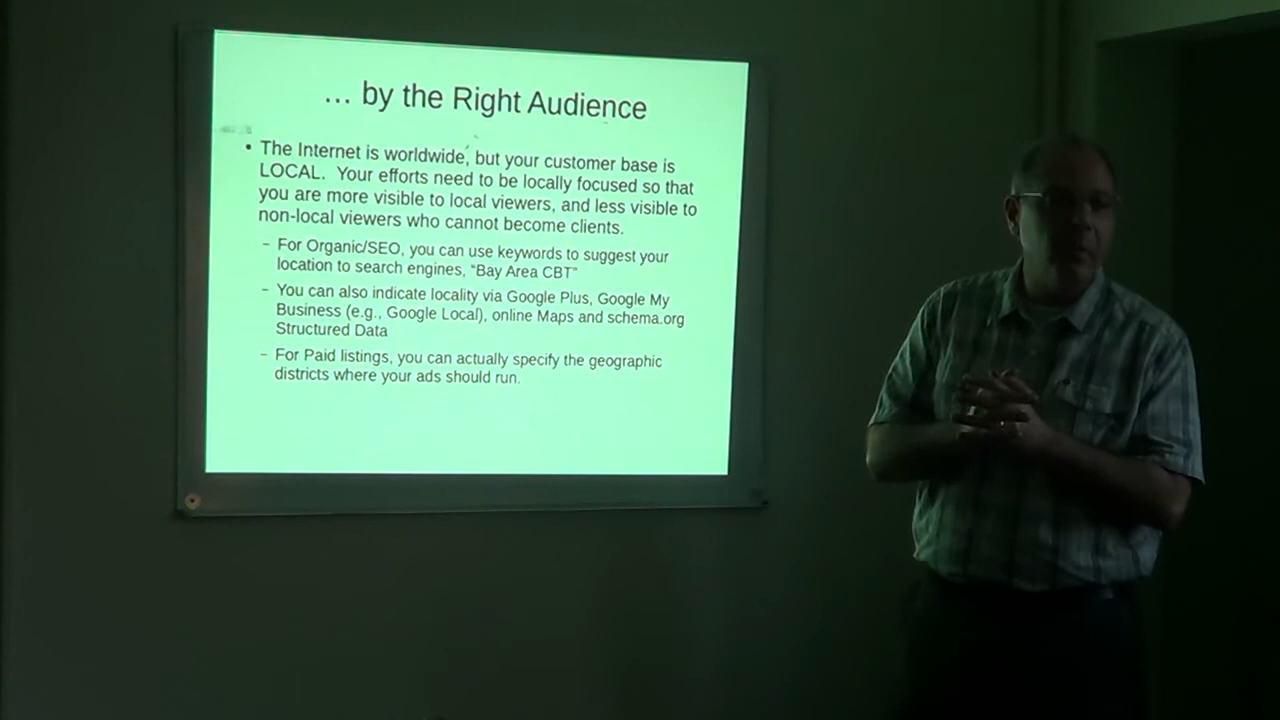 ... by the Right Audience
• The Internet is worldwide, but your customer base is
LOCAL. Your efforts need to be locally focused so that
you are more visible to local viewers, and less visible to
non-local viewers who cannot become clients.
– For Organic/SEO, you can use keywords to suggest your
location to search engines, “Bay Area CBT”
– You can also indicate locality via Google Plus, Google My
Business (e.g., Google Local), online Maps and schema.org
Structured Data
– For Paid listings, you can actually specify the geographic
districts where your ads should run.